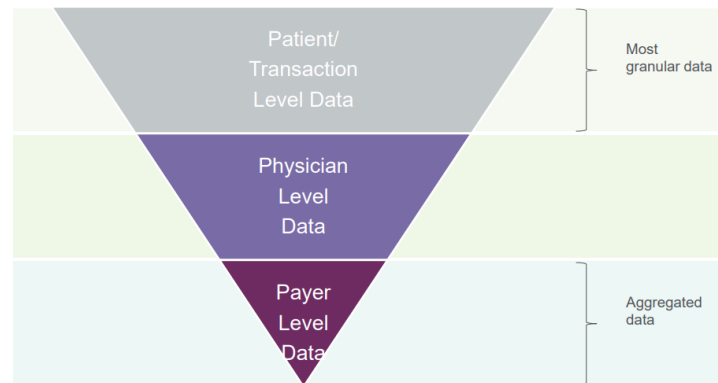 Patient/
Transaction
Level Data
Most
granular data
Physician
Level
Data
Payer
Level
Data
Aggregated
data